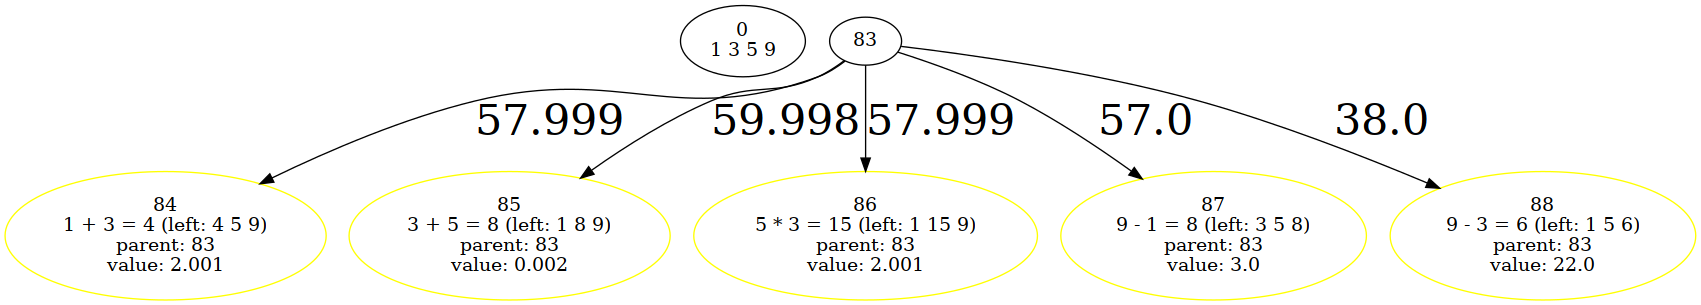 0
1 3 5 9
83
57.999
59.998
57.999
57.0
38.0
84
1 + 3 = 4 (left: 4 5 9)
parent: 83
value: 2.001
85
3 + 5 = 8 (left: 1 8 9)
parent: 83
value: 0.002
86
5 * 3 = 15 (left: 1 15 9)
parent: 83
value: 2.001
87
9 - 1 = 8 (left: 3 5 8)
parent: 83
value: 3.0
88
9 - 3 = 6 (left: 1 5 6)
parent: 83
value: 22.0